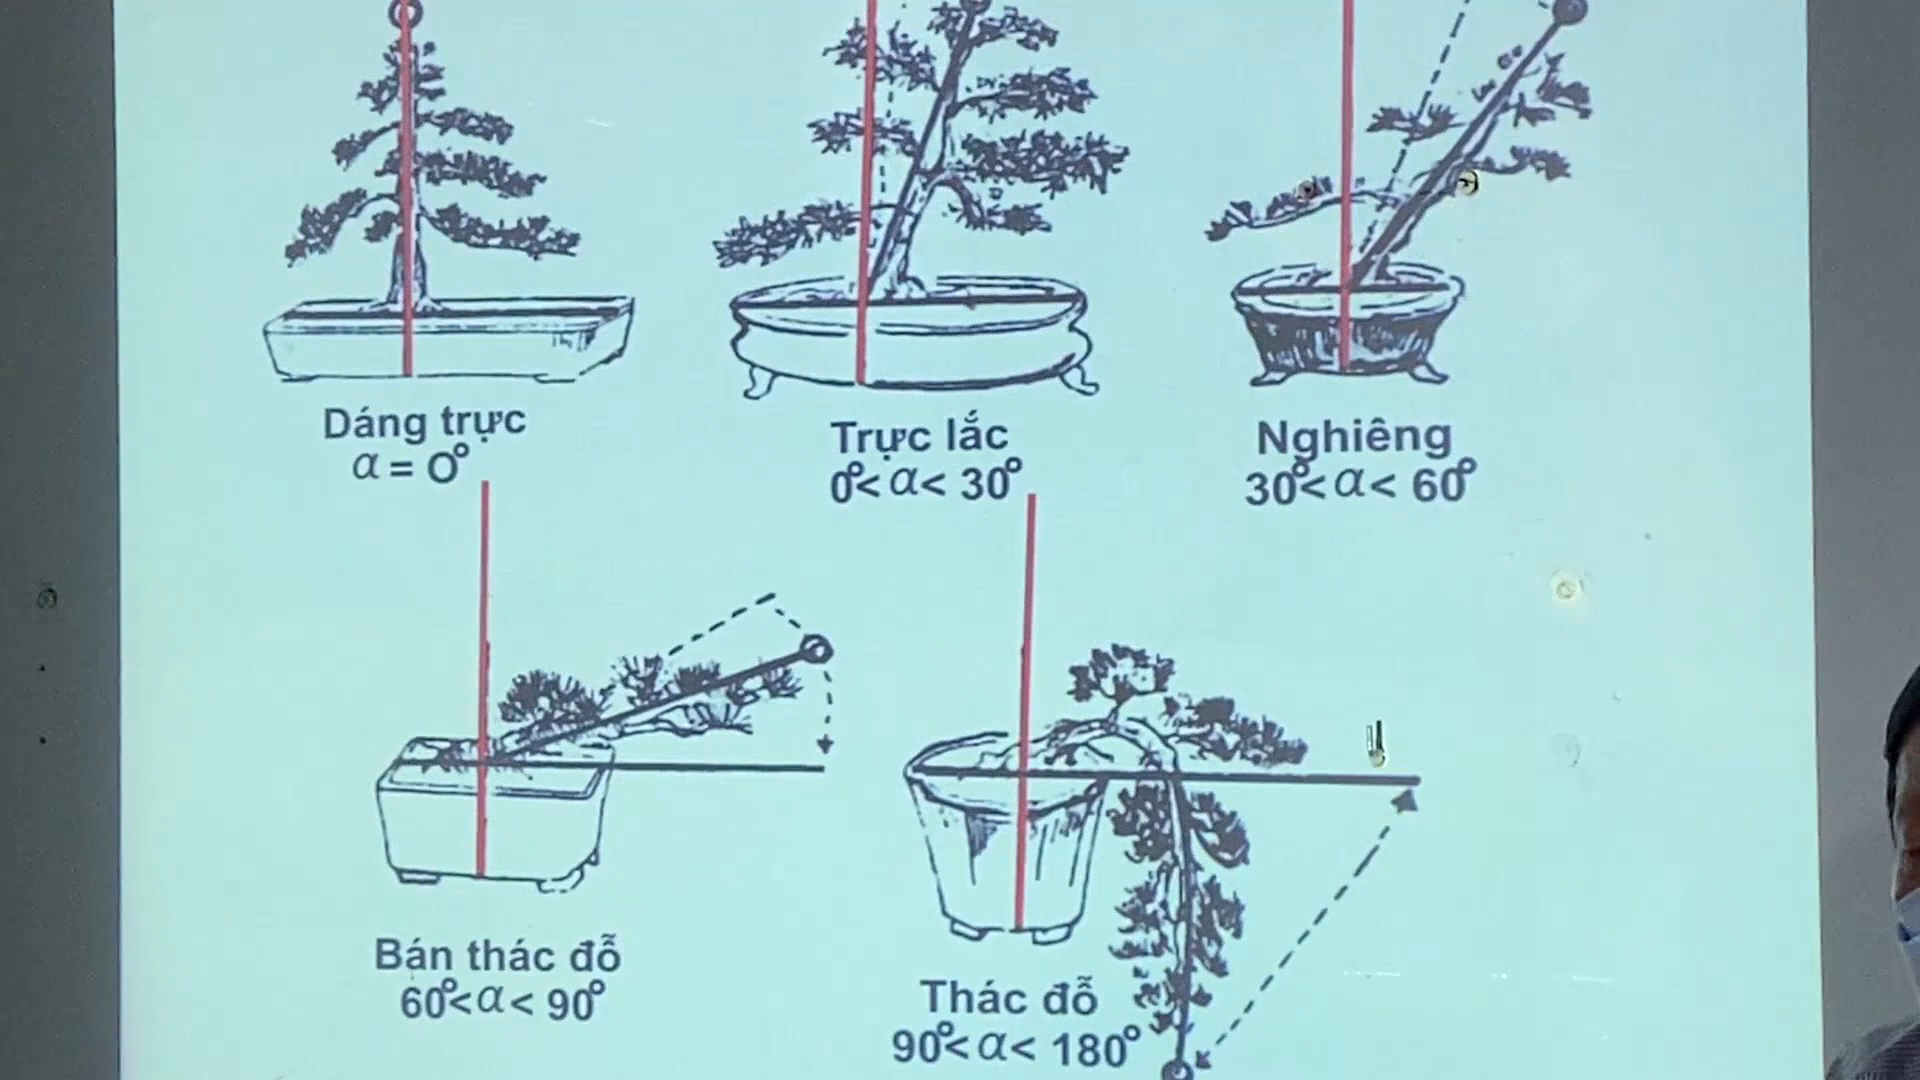 Dáng trực
α = 0°
Trực lắc
0°< α < 30°
Nghiêng
30°< α < 60°
Bán thác đỗ
60°< α < 90°
Thác đỗ
90°< α < 180°